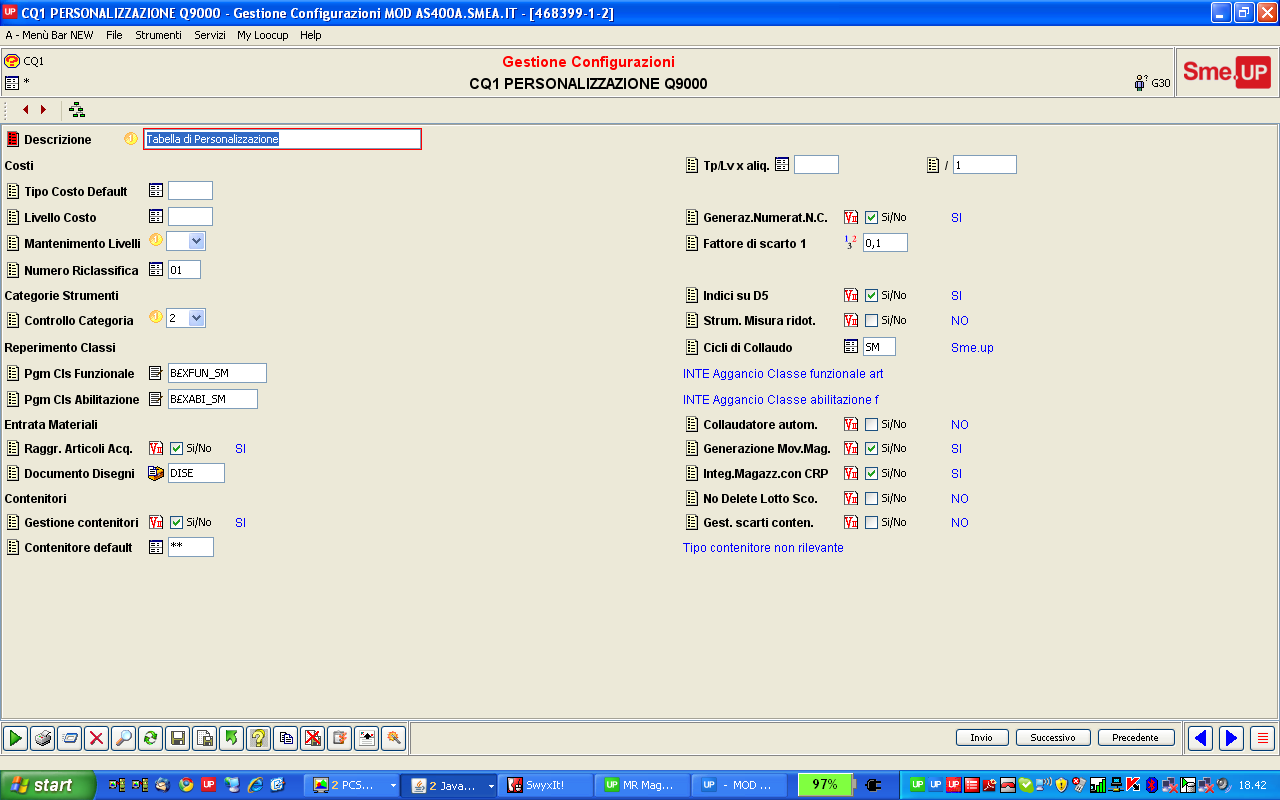 UP CQ1 PERSONALIZZAZIONE Q9000 - Gestione Configurazioni MOD AS400A.SMEA.IT - [468399-1-2]
A - Menù Bar NEW File Strumenti Servizi My Loocup Help
CQ1
Gestione Configurazioni
*
CQ1 PERSONALIZZAZIONE Q9000
G30
Sme.UP
Descrizione Tabella di Personalizzazione
Costi
Tp/Lv x aliq. / 1
Tipo Costo Default
Livello Costo
Generaz.Numerat.N.C. Si/No SI
Mantenimento Livelli
Fattore di scarto 1 0,1
Numero Riclassifica 01
Categorie Strumenti
Indici su D5 Si/No SI
Controllo Categoria 2
Strum. Misura ridot. Si/No NO
Reperimento Classi
Cicli di Collaudo SM Sme.up
Pgm Cls Funzionale B£XFUN_SM
INTE Aggancio Classe funzionale art
Pgm Cls Abilitazione B£XABI_SM
INTE Aggancio Classe abilitazione f
Entrata Materiali
Collaudatore autom. Si/No NO
Raggr. Articoli Acq. Si/No SI
Generazione Mov.Mag. Si/No SI
Documento Disegni DISE
Integ.Magazz.con CRP Si/No SI
Contenitori
No Delete Lotto Sco. Si/No NO
Gestione contenitori Si/No SI
Gest. scarti conten. Si/No NO
Contenitore default **
Tipo contenitore non rilevante
Invio Successivo Precedente
start 2 PCS... 2 Java... SwyxIt! UP MR Mag... UP - MOD ... 97% 18.42